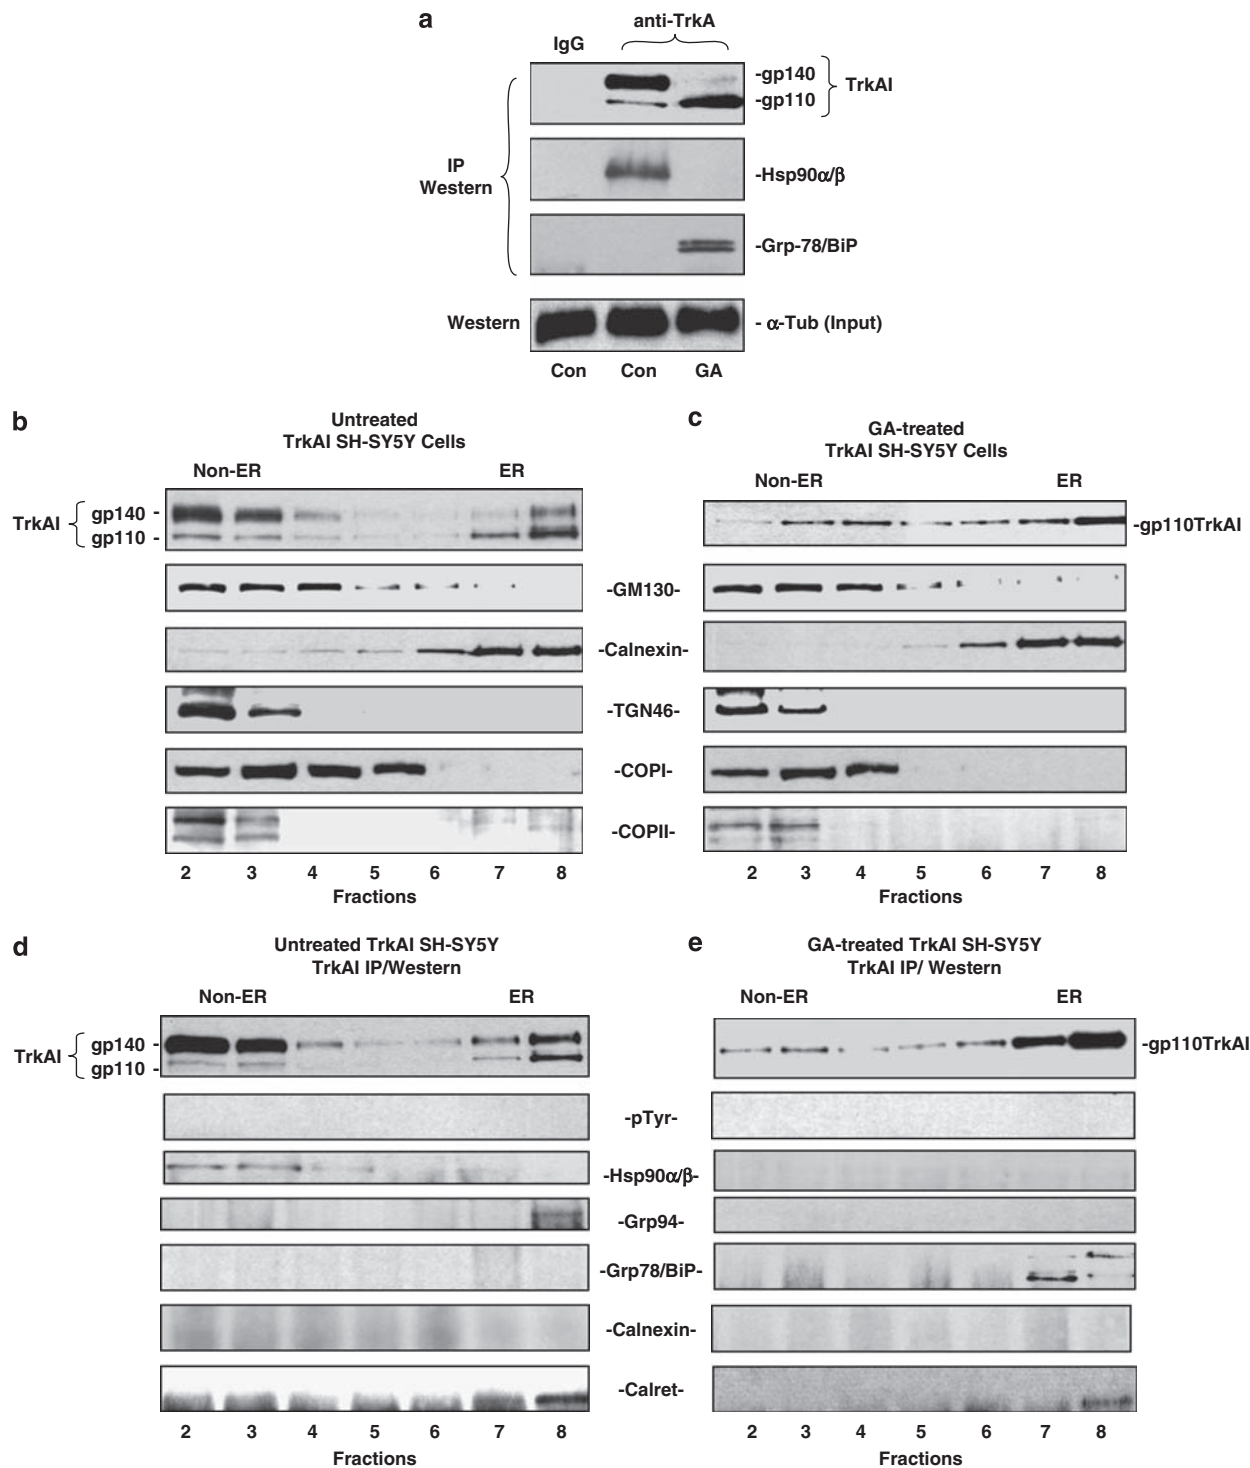 a
anti-TrkA
IgG
-gp140
-gp110
TrkAI
IP
Western
-Hsp90α/β
-Grp-78/BiP
Western
- α-Tub (Input)
Con Con GA
b
Untreated
TrkAI SH-SY5Y Cells
Non-ER ER
TrkAI
gp140 -
gp110 -
c
GA-treated
TrkAI SH-SY5Y Cells
Non-ER ER
-gp110TrkAI
-GM130-
-Calnexin-
-TGN46-
-COPI-
-COPII-
2 3 4 5 6 7 8
Fractions
2 3 4 5 6 7 8
Fractions
d
Untreated TrkAI SH-SY5Y
TrkAI IP/Western
Non-ER ER
TrkAI
gp140 -
gp110 -
e
GA-treated TrkAI SH-SY5Y
TrkAI IP/ Western
Non-ER ER
-gp110TrkAI
-pTyr-
-Hsp90α/β-
-Grp94-
-Grp78/BiP-
-Calnexin-
-Calret-
2 3 4 5 6 7 8
Fractions
2 3 4 5 6 7 8
Fractions